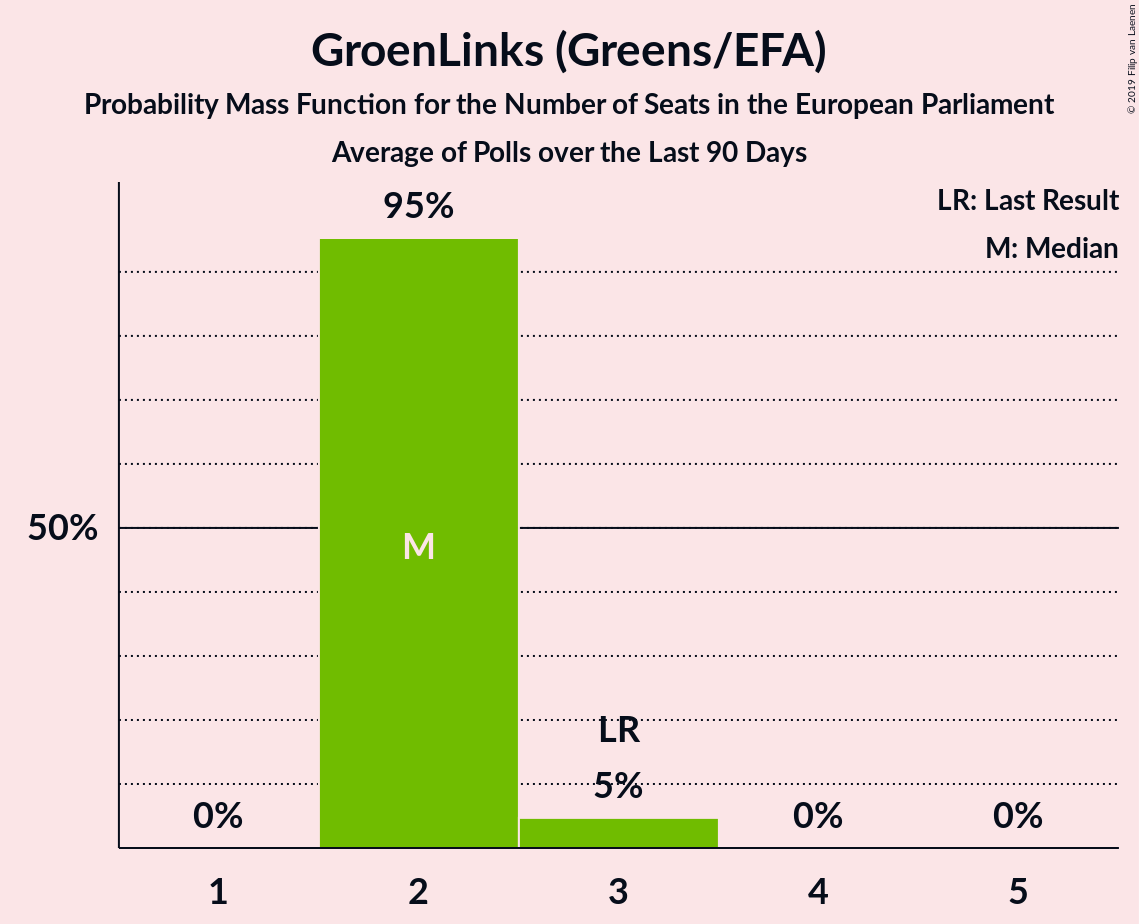 GroenLinks (Greens/EFA)
Probability Mass Function for the Number of Seats in the European Parliament
Average of Polls over the Last 90 Days
© 2019 Filip van Laenen
LR: Last Result
M: Median
95%
50%
M
LR
5%
0%
0%
0%
1
2
3
4
5